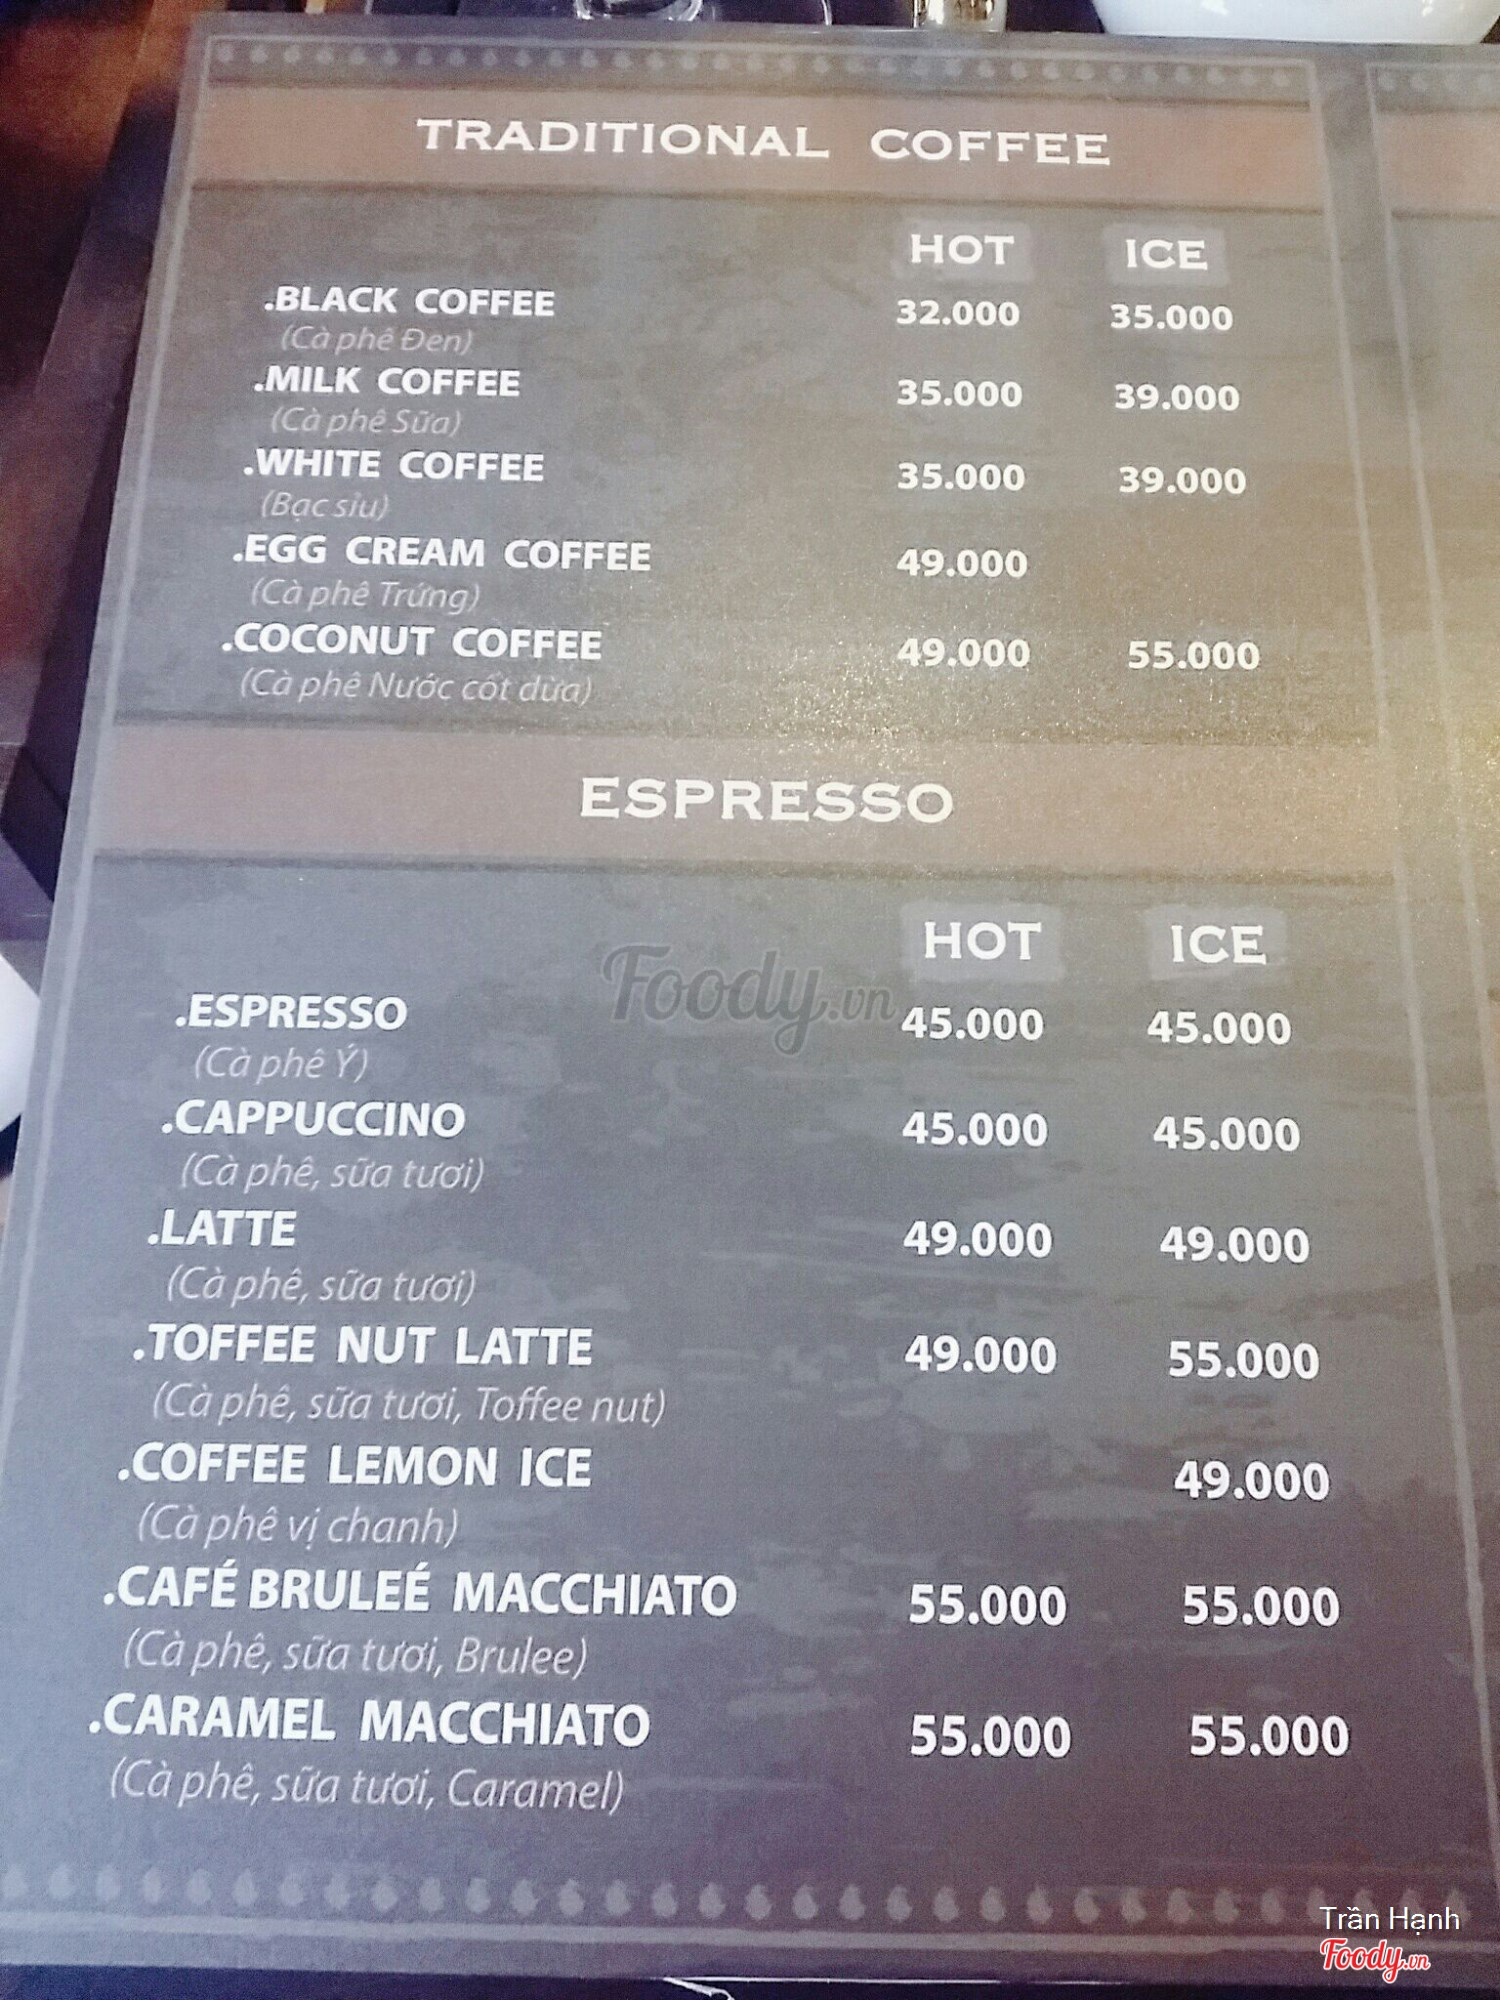 TRADITIONAL COFFEE
HOT ICE
.BLACK COFFEE 32.000 35.000
(Cà phê Đen)
.MILK COFFEE 35.000 39.000
(Cà phê Sữa)
.WHITE COFFEE 35.000 39.000
(Bạc sỉu)
.EGG CREAM COFFEE 49.000
(Cà phê Trứng)
.COCONUT COFFEE 49.000 55.000
(Cà phê Nước cốt dừa)
ESPRESSO
HOT ICE
Foody.vn
.ESPRESSO 45.000 45.000
(Cà phê Ý)
.CAPPUCCINO 45.000 45.000
(Cà phê, sữa tươi)
.LATTE 49.000 49.000
(Cà phê, sữa tươi)
.TOFFEE NUT LATTE 49.000 55.000
(Cà phê, sữa tươi, Toffee nut)
.COFFEE LEMON ICE 49.000
(Cà phê vị chanh)
.CAFÉ BRULEÉ MACCHIATO 55.000 55.000
(Cà phê, sữa tươi, Brulee)
.CARAMEL MACCHIATO 55.000 55.000
(Cà phê, sữa tươi, Caramel)
Trần Hạnh
Foody.vn